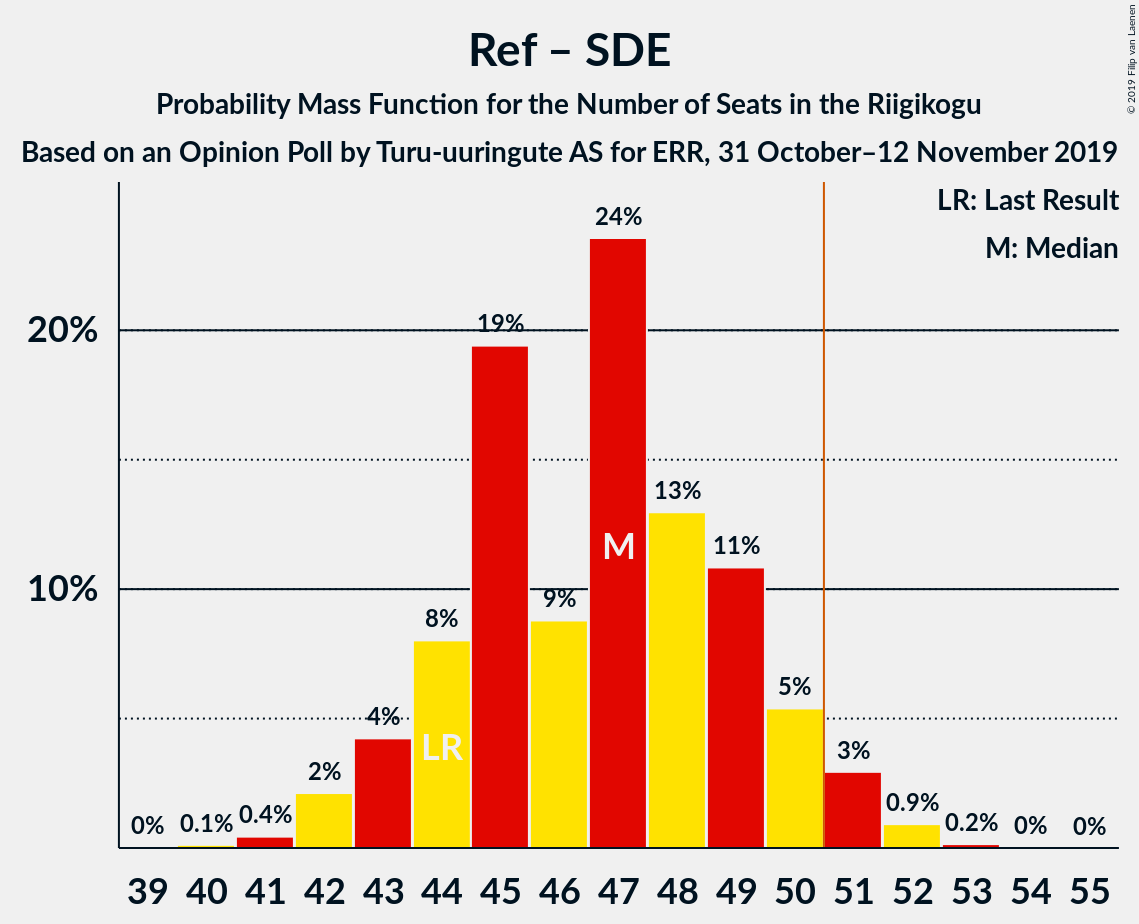 Ref – SDE
Probability Mass Function for the Number of Seats in the Riigikogu
Based on an Opinion Poll by Turu-uuringute AS for ERR, 31 October–12 November 2019
© 2019 Filip van Laenen
LR: Last Result
M: Median
20%
10%
0% 0.1% 0.4% 2% 4% 8% 19% 9% 24% 13% 11% 5% 3% 0.9% 0.2% 0% 0%
LR
M
39 40 41 42 43 44 45 46 47 48 49 50 51 52 53 54 55